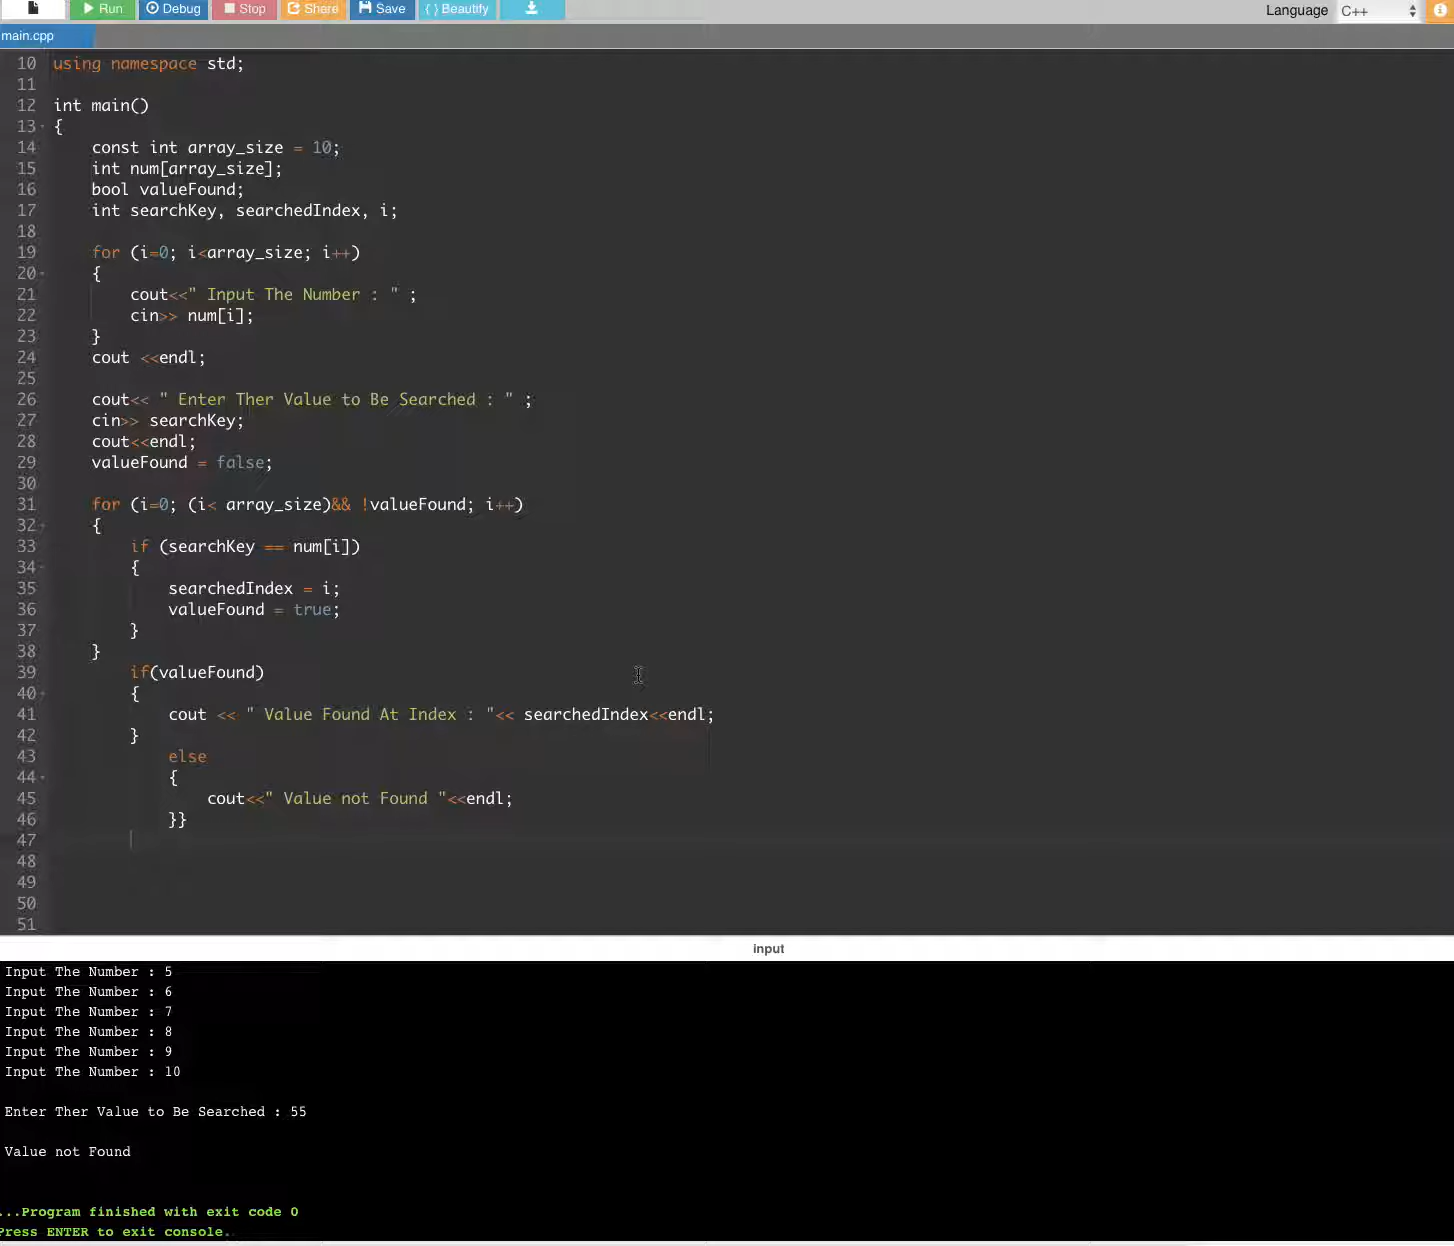 Run Debug Stop Share Save { } Beautify Language C++
main.cpp
10 using namespace std;
11
12 int main()
13 {
14 const int array_size = 10;
15 int num[array_size];
16 bool valueFound;
17 int searchKey, searchedIndex, i;
18
19 for (i=0; i<array_size; i++)
20 {
21 cout<<" Input The Number : " ;
22 cin>> num[i];
23 }
24 cout <<endl;
25
26 cout<< " Enter Ther Value to Be Searched : " ;
27 cin>> searchKey;
28 cout<<endl;
29 valueFound = false;
30
31 for (i=0; (i< array_size)&& !valueFound; i++)
32 {
33 if (searchKey == num[i])
34 {
35 searchedIndex = i;
36 valueFound = true;
37 }
38 }
39 if(valueFound)
40 {
41 cout << " Value Found At Index : "<< searchedIndex<<endl;
42 }
43 else
44 {
45 cout<<" Value not Found "<<endl;
46 }}
47
48
49
50
51
input
Input The Number : 5
Input The Number : 6
Input The Number : 7
Input The Number : 8
Input The Number : 9
Input The Number : 10
Enter Ther Value to Be Searched : 55
Value not Found
...Program finished with exit code 0
Press ENTER to exit console.